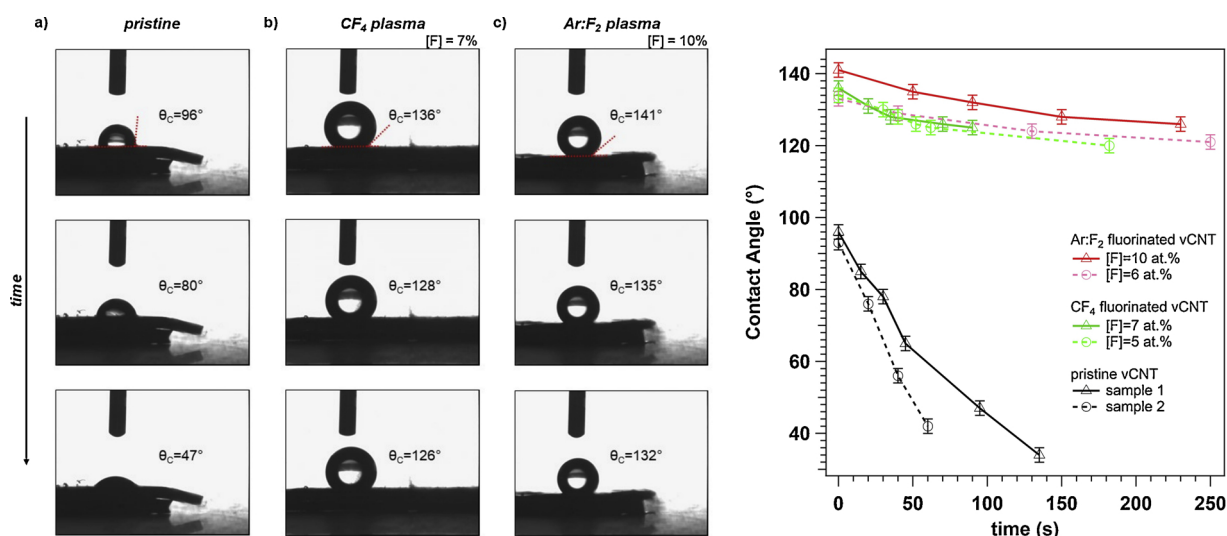 a) pristine
b) CF₄ plasma
[F] = 7%
c) Ar:F₂ plasma
[F] = 10%
time
θC=96°
θC=136°
θC=141°
θC=80°
θC=128°
θC=135°
θC=47°
θC=126°
θC=132°
Contact Angle (°)
140
120
100
80
60
40
Ar:F₂ fluorinated vCNT
[F]=10 at.%
[F]=6 at.%
CF₄ fluorinated vCNT
[F]=7 at.%
[F]=5 at.%
pristine vCNT
sample 1
sample 2
0 50 100 150 200 250
time (s)